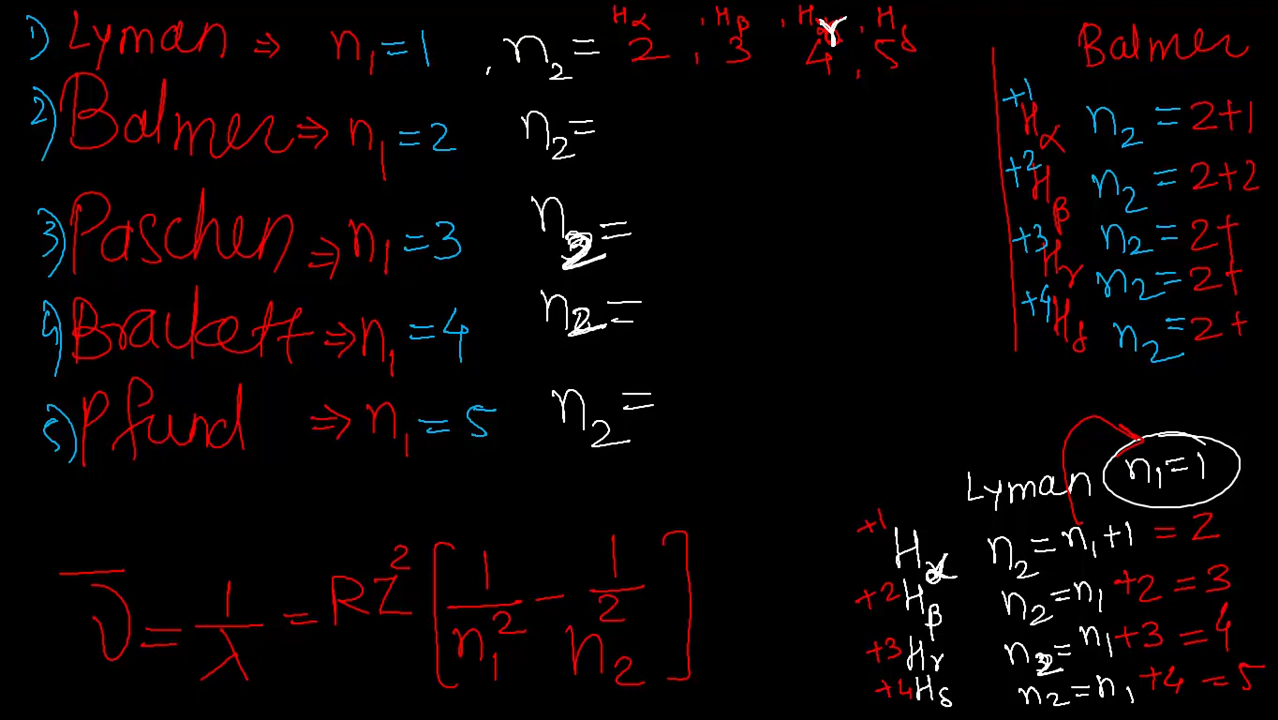 Hα , Hβ , Hγ , Hδ
1) Lyman ⇒ n₁ = 1 , n₂ = 2 , 3 4 , 5
2) Balmer ⇒ n₁ = 2 n₂ =
3) Paschen ⇒ n₁ = 3 n₂ =
4) Brackett ⇒ n₁ = 4 n₂ =
5) Pfund ⇒ n₁ = 5 n₂ =
ν̅ = 1/λ = RZ² [ 1/n₁² − 1/n₂² ]
Balmer
+1 Hα n₂ = 2+1
+2 Hβ n₂ = 2+2
+3 Hγ n₂ = 2+
n₂ = 2+
+4 Hδ n₂ = 2+
Lyman n₁ = 1
+1 Hα n₂ = n₁+1 = 2
+2 Hβ n₂ = n₁ +2 = 3
+3 Hγ n₂ = n₁ +3 = 4
+4 Hδ n₂ = n₁ +4 = 5